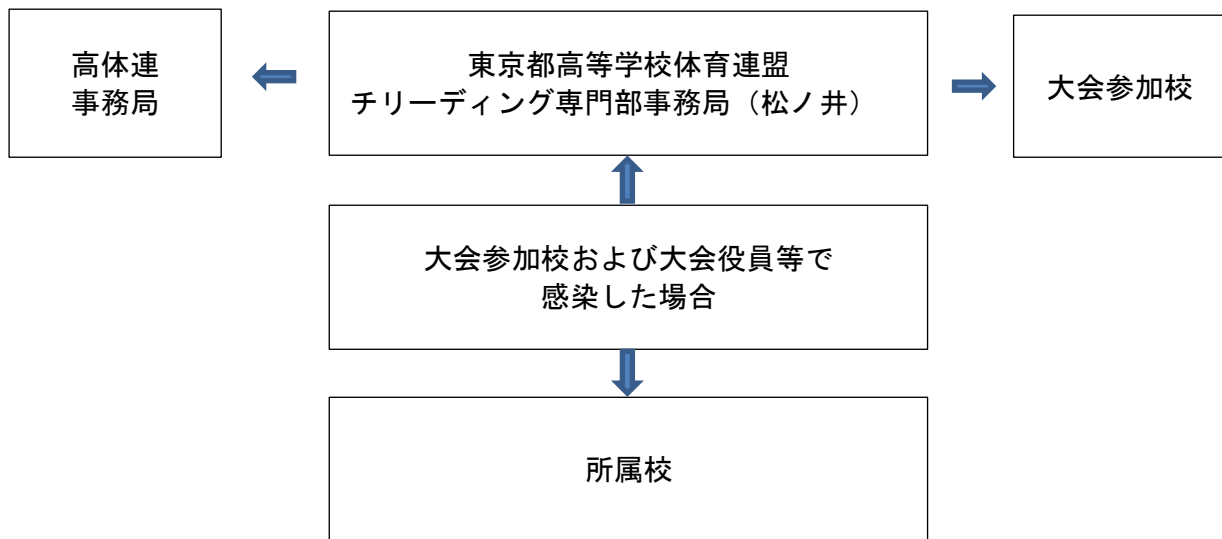 高体連
事務局
東京都高等学校体育連盟
チリーディング専門部事務局（松ノ井）
大会参加校
大会参加校および大会役員等で
感染した場合
所属校